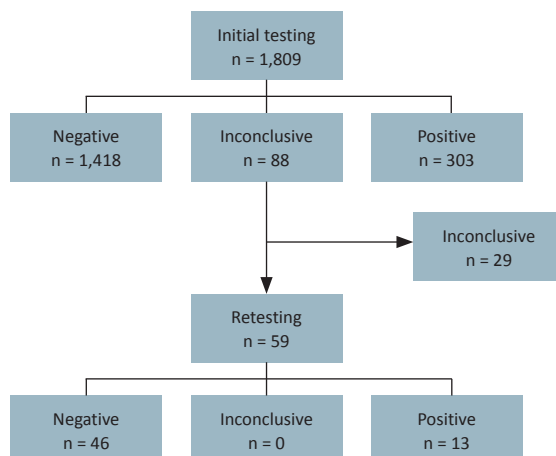 Initial testing
n = 1,809
Negative
n = 1,418
Inconclusive
n = 88
Positive
n = 303
Inconclusive
n = 29
Retesting
n = 59
Negative
n = 46
Inconclusive
n = 0
Positive
n = 13